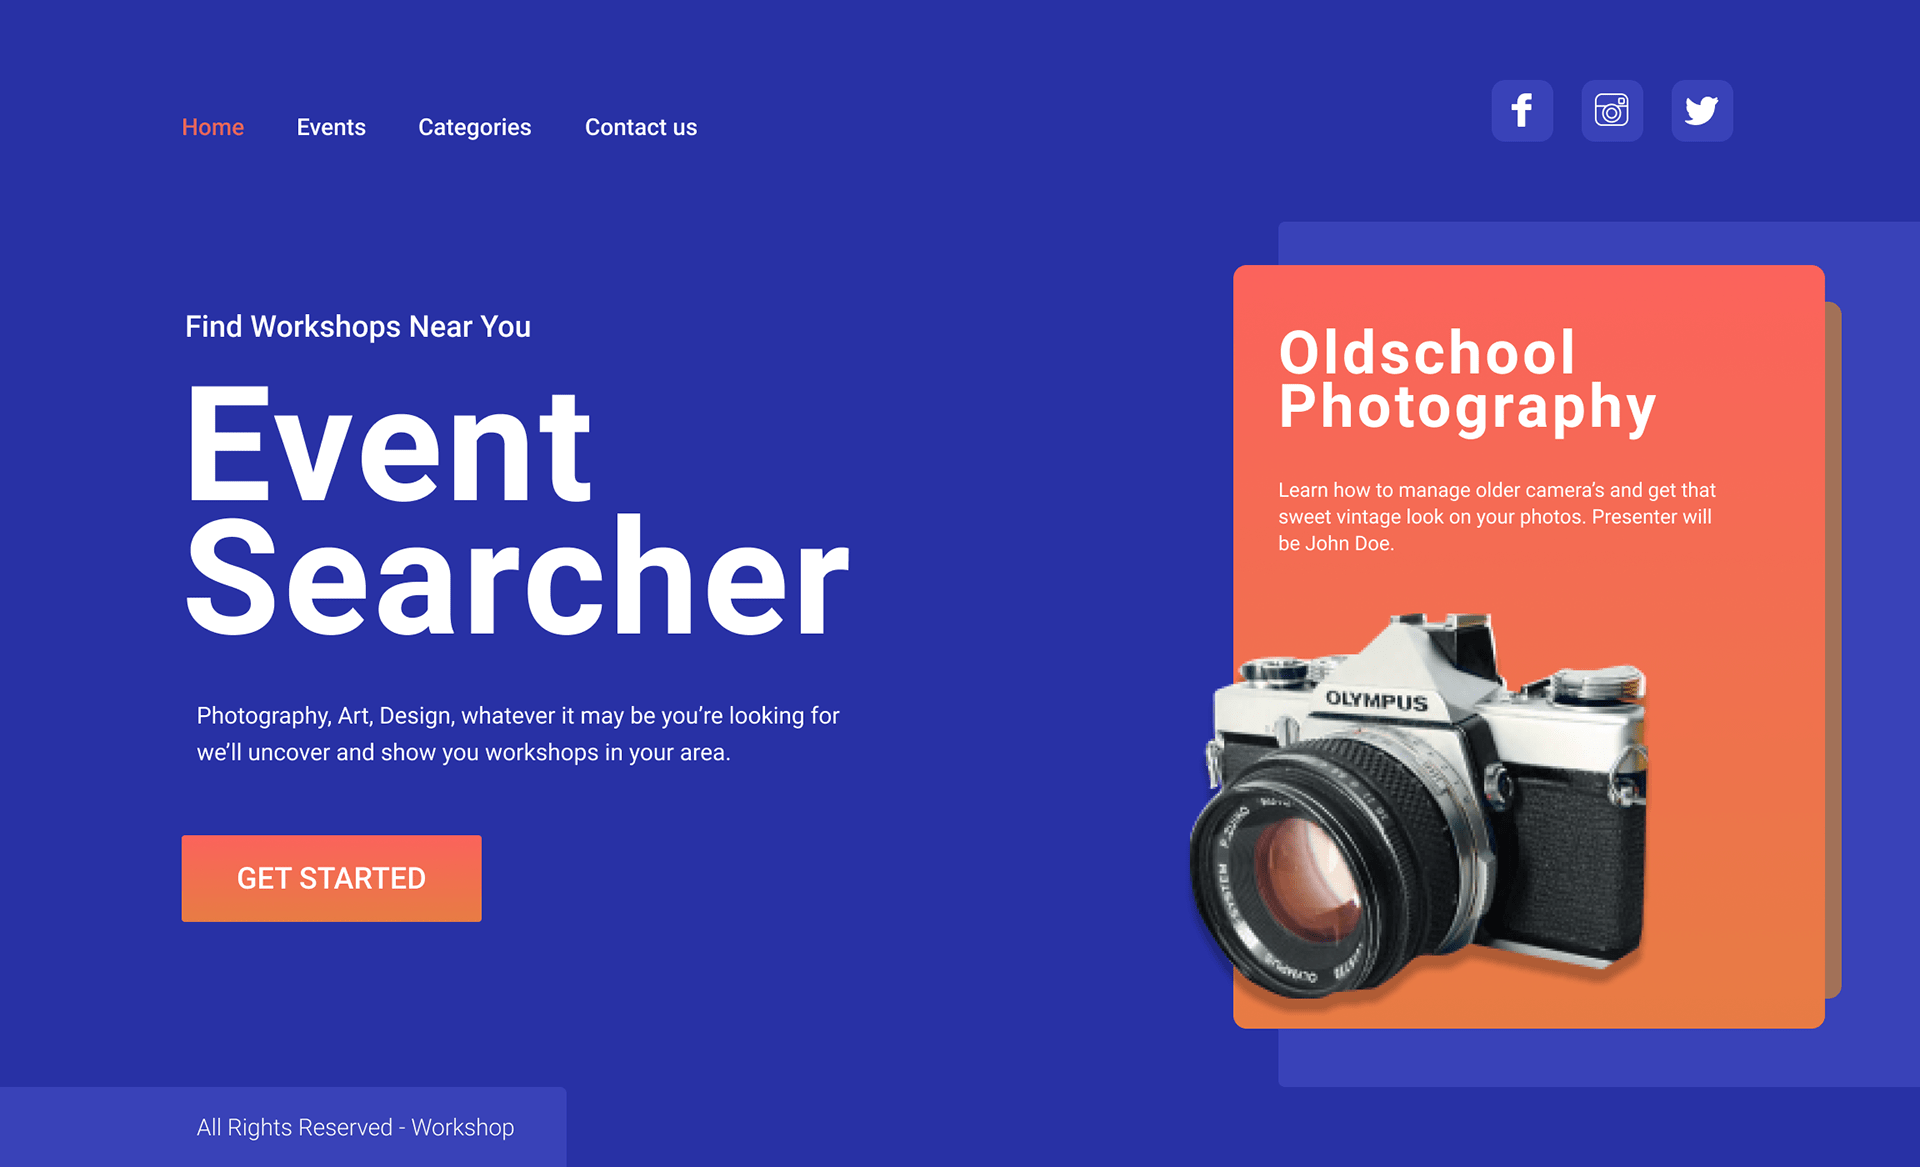 Home
Events
Categories
Contact us
Find Workshops Near You
Event
Searcher
Photography, Art, Design, whatever it may be you’re looking for
we’ll uncover and show you workshops in your area.
GET STARTED
Oldschool
Photography
Learn how to manage older camera’s and get that
sweet vintage look on your photos. Presenter will
be John Doe.
OLYMPUS
SYSTEM
OLYMPUS
All Rights Reserved - Workshop